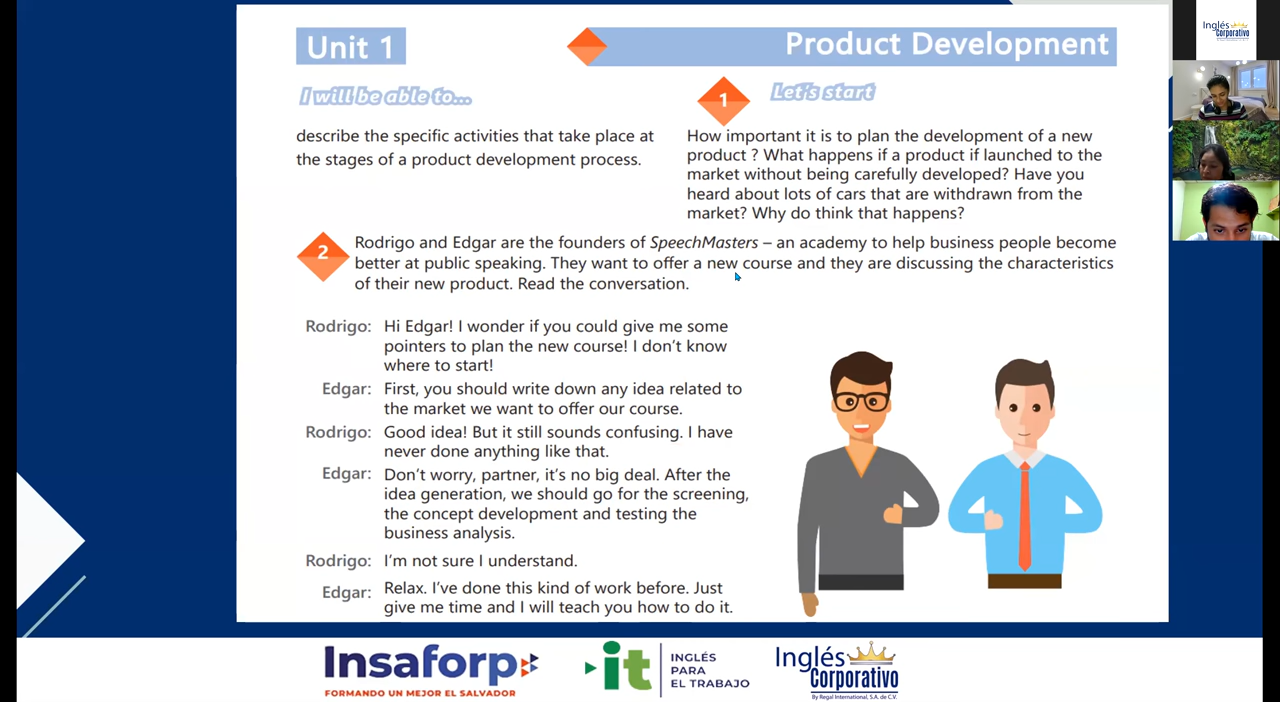 Unit 1
Product Development
I will be able to...
describe the specific activities that take place at
the stages of a product development process.
1
Let's start
How important it is to plan the development of a new
product ? What happens if a product if launched to the
market without being carefully developed? Have you
heard about lots of cars that are withdrawn from the
market? Why do think that happens?
2
Rodrigo and Edgar are the founders of SpeechMasters – an academy to help business people become
better at public speaking. They want to offer a new course and they are discussing the characteristics
of their new product. Read the conversation.
Rodrigo: Hi Edgar! I wonder if you could give me some
pointers to plan the new course! I don't know
where to start!
Edgar: First, you should write down any idea related to
the market we want to offer our course.
Rodrigo: Good idea! But it still sounds confusing. I have
never done anything like that.
Edgar: Don't worry, partner, it's no big deal. After the
idea generation, we should go for the screening,
the concept development and testing the
business analysis.
Rodrigo: I'm not sure I understand.
Edgar: Relax. I've done this kind of work before. Just
give me time and I will teach you how to do it.
Insaforp
FORMANDO UN MEJOR EL SALVADOR
it
INGLÉS
PARA
EL TRABAJO
Inglés
Corporativo
By Regal International, S.A. de C.V.
Inglés
Corporativo